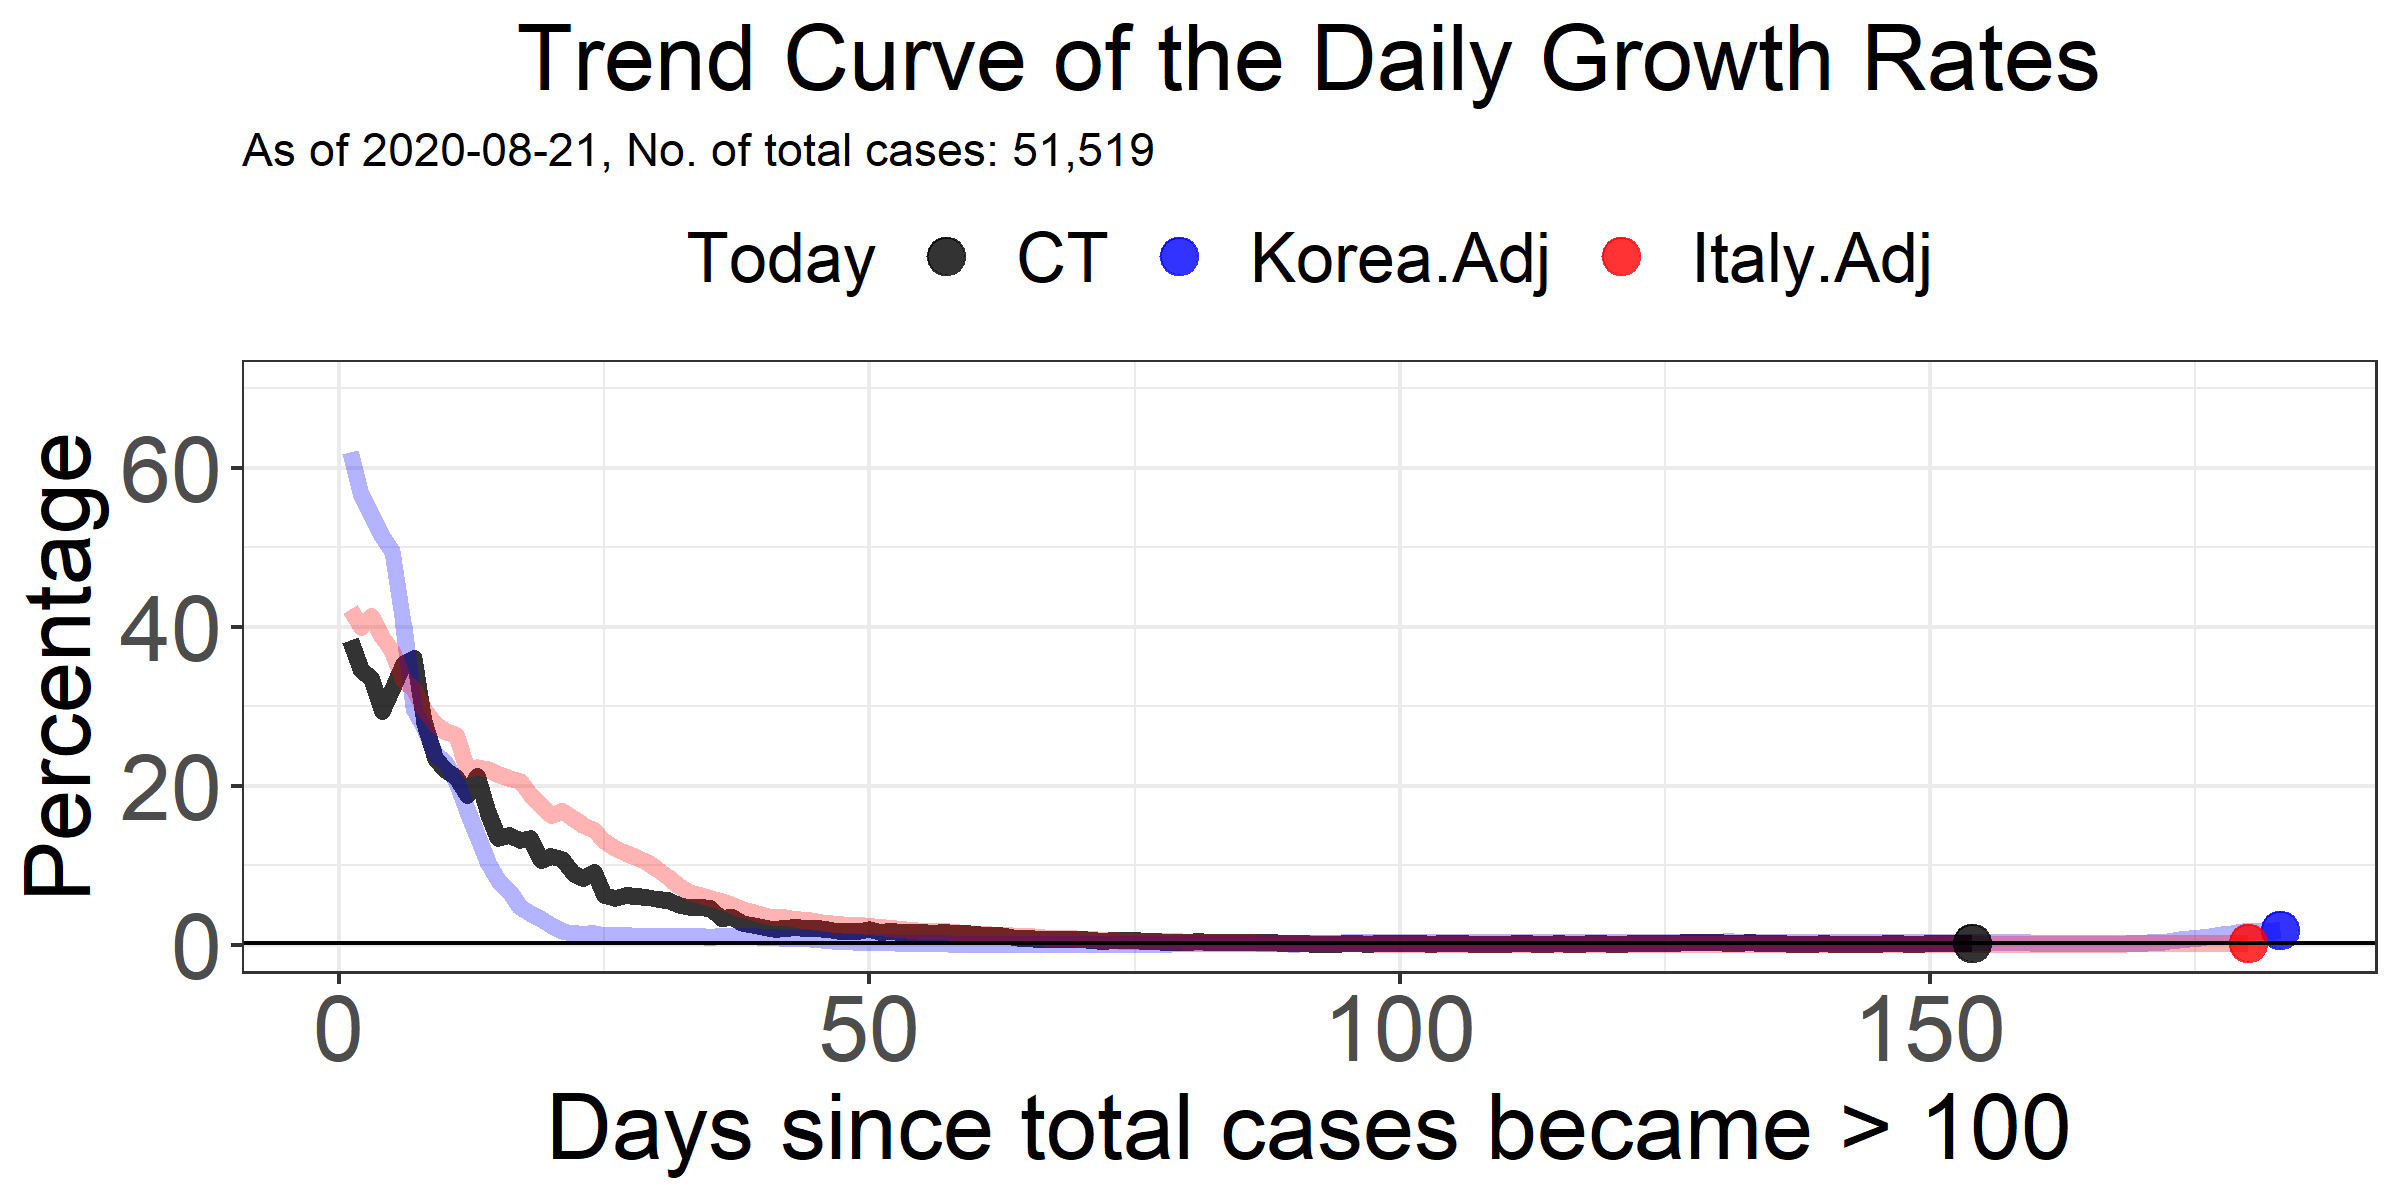 Trend Curve of the Daily Growth Rates
As of 2020-08-21, No. of total cases: 51,519
Today CT Korea.Adj Italy.Adj
Percentage
60
40
20
0
0 50 100 150
Days since total cases became > 100